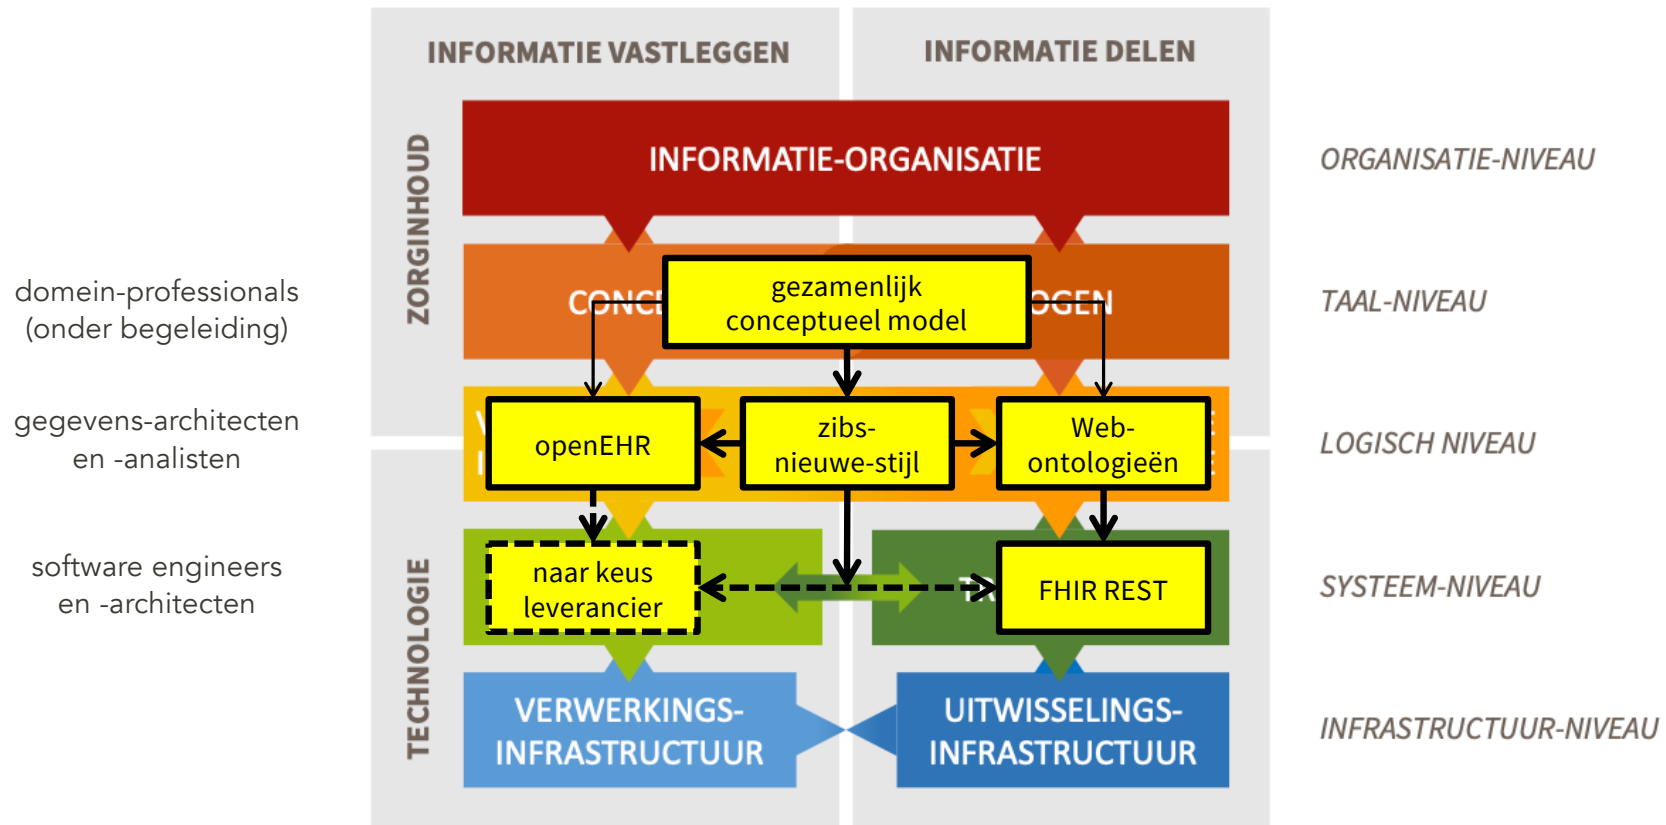 INFORMATIE VASTLEGGEN
INFORMATIE DELEN
ZORGINHOUD
INFORMATIE-ORGANISATIE
ORGANISATIE-NIVEAU
domein-professionals
(onder begeleiding)
gezamenlijk
conceptueel model
TAAL-NIVEAU
gegevens-architecten
en -analisten
openEHR
zibs-
nieuwe-stijl
Web-
ontologieën
LOGISCH NIVEAU
TECHNOLOGIE
software engineers
en -architecten
naar keus
leverancier
FHIR REST
SYSTEEM-NIVEAU
VERWERKINGS-
INFRASTRUCTUUR
UITWISSELINGS-
INFRASTRUCTUUR
INFRASTRUCTUUR-NIVEAU